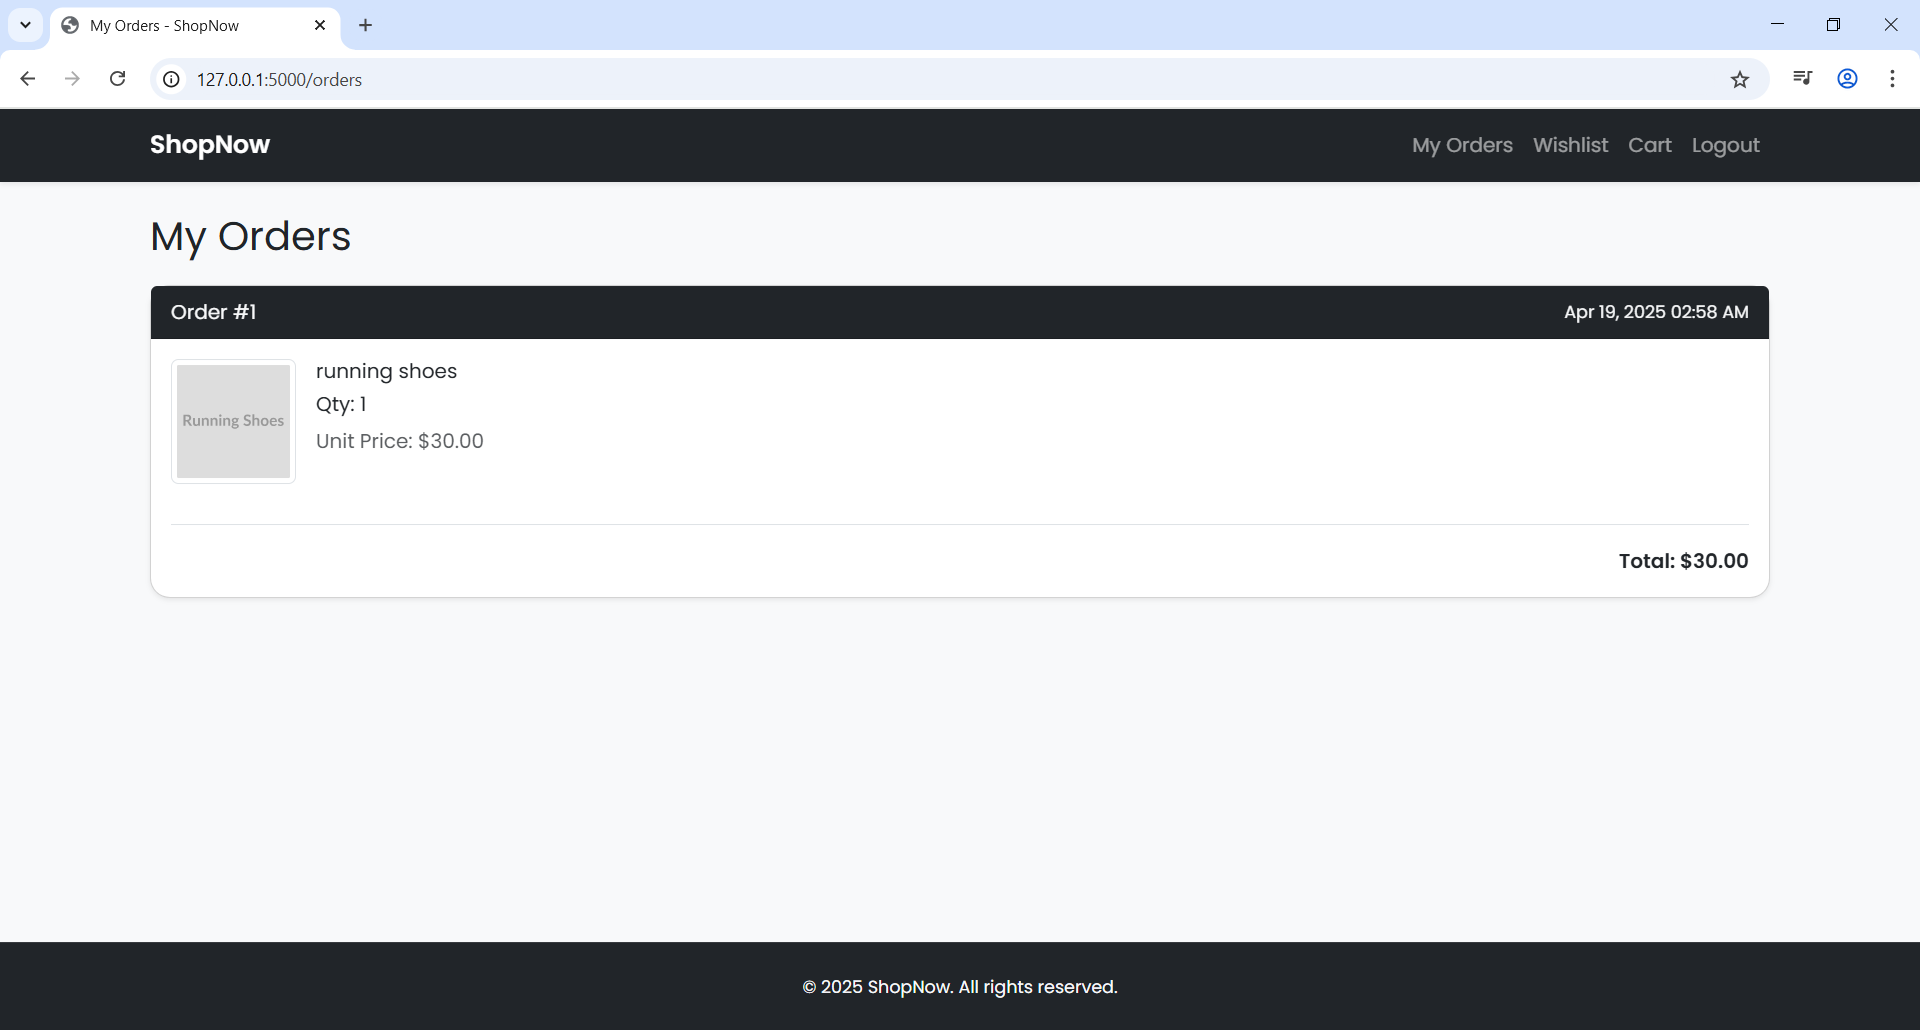 My Orders - ShopNow
127.0.0.1:5000/orders
ShopNow
My Orders
Wishlist
Cart
Logout
My Orders
Order #1
Apr 19, 2025 02:58 AM
Running Shoes
running shoes
Qty: 1
Unit Price: $30.00
Total: $30.00
© 2025 ShopNow. All rights reserved.